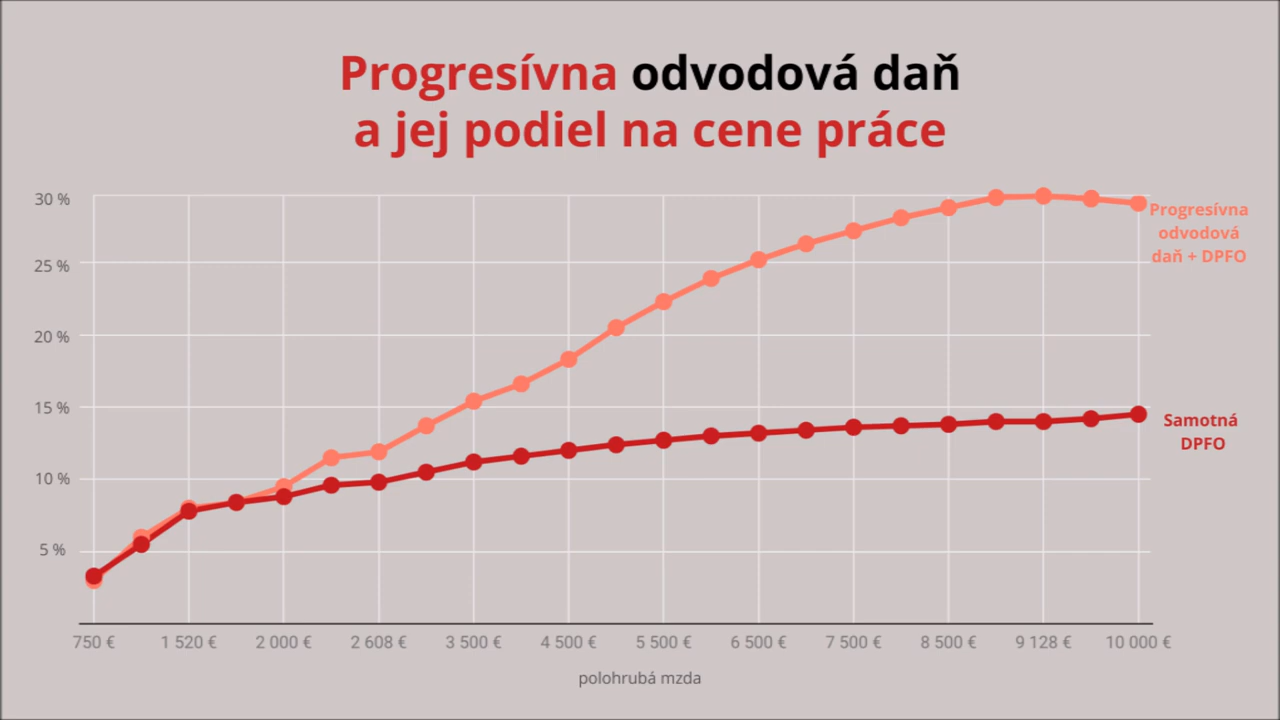 Progresívna odvodová daň
a jej podiel na cene práce
30 %
25 %
20 %
15 %
10 %
5 %
Progresívna
odvodová
daň + DPFO
Samotná
DPFO
750 €
1 520 €
2 000 €
2 608 €
3 500 €
4 500 €
5 500 €
6 500 €
7 500 €
8 500 €
9 128 €
10 000 €
polohrubá mzda